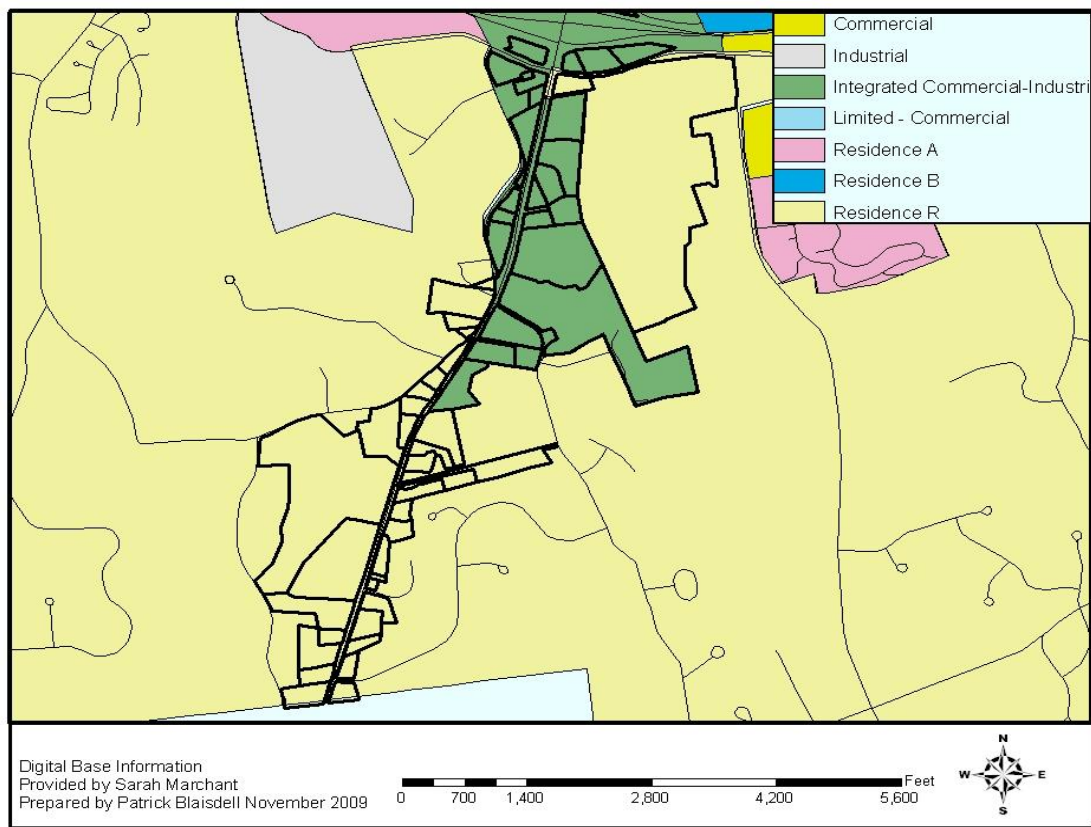 Commercial
Industrial
Integrated Commercial-Industri
Limited - Commercial
Residence A
Residence B
Residence R
Digital Base Information
Provided by Sarah Marchant
Prepared by Patrick Blaisdell November 2009
Feet
0 700 1,400 2,800 4,200 5,600
N
W E
S